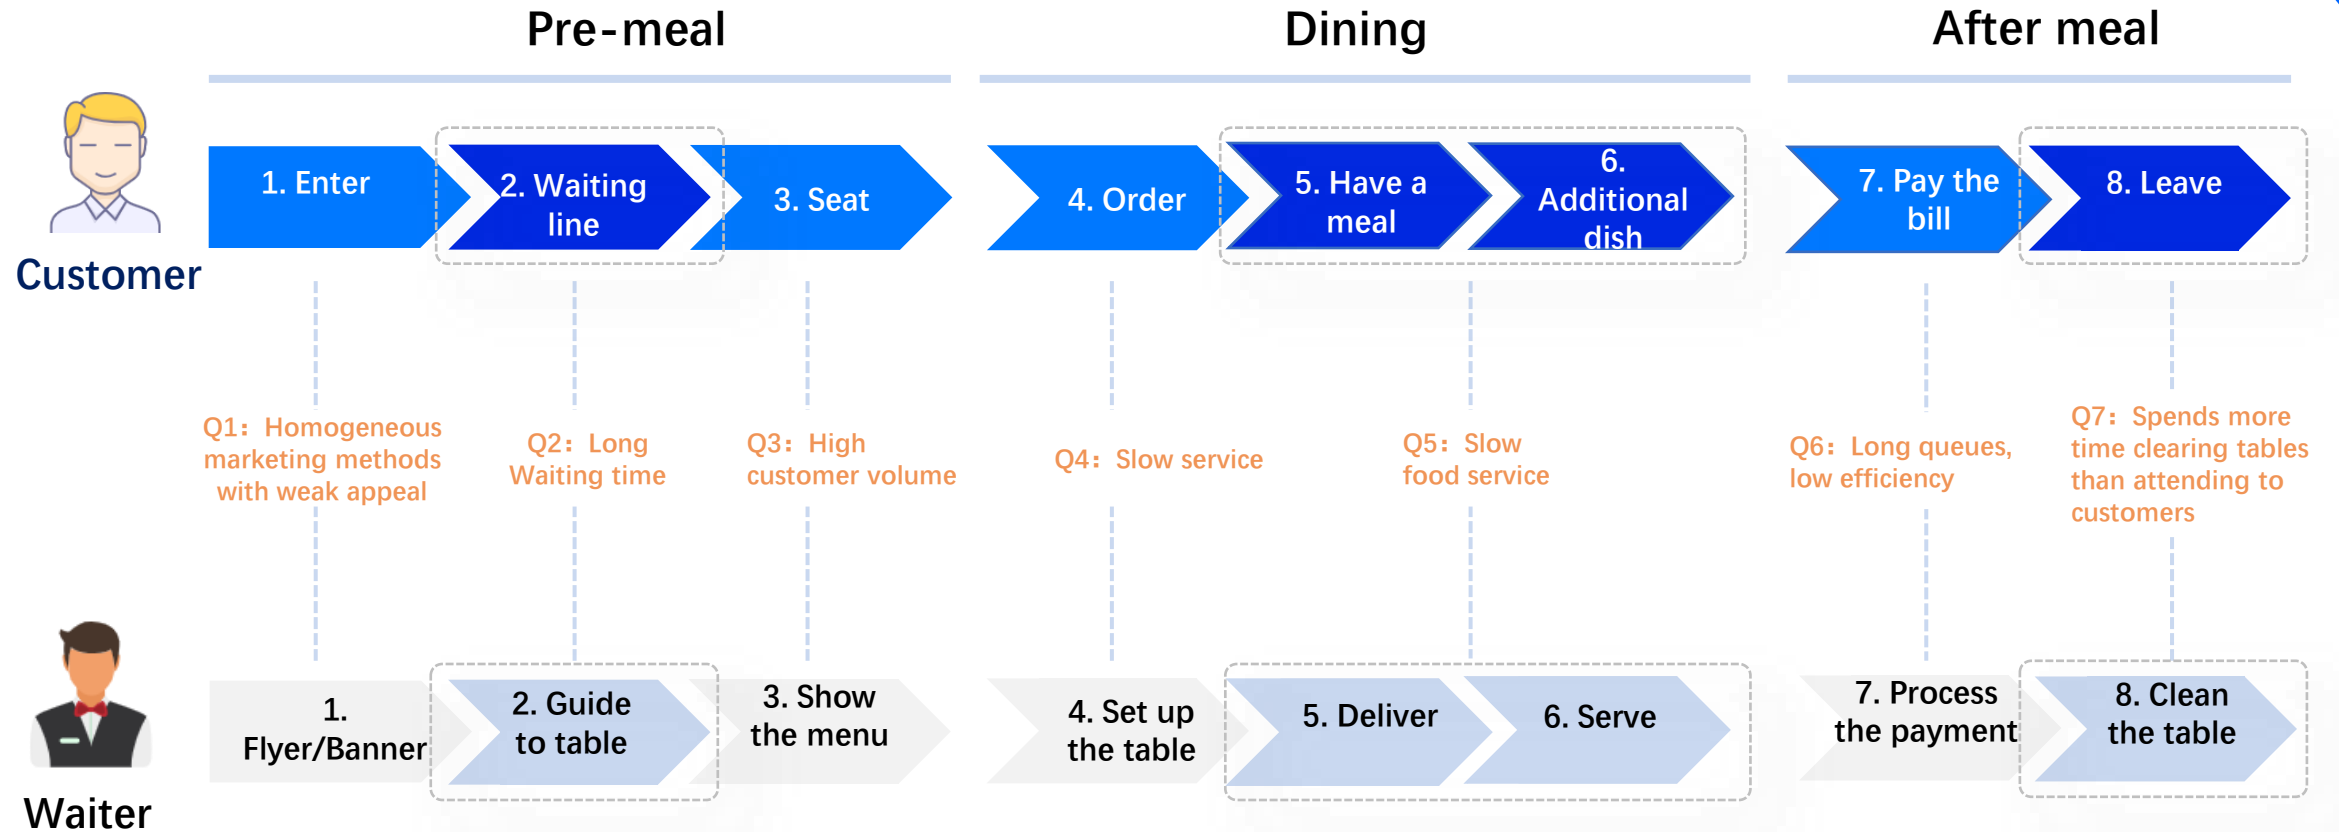 Pre-meal
Dining
After meal
Customer
1. Enter
2. Waiting
line
3. Seat
4. Order
5. Have a
meal
6.
Additional
dish
7. Pay the
bill
8. Leave
Q1：Homogeneous
marketing methods
with weak appeal
Q2：Long
Waiting time
Q3：High
customer volume
Q4：Slow service
Q5：Slow
food service
Q6：Long queues,
low efficiency
Q7：Spends more
time clearing tables
than attending to
customers
Waiter
1.
Flyer/Banner
2. Guide
to table
3. Show
the menu
4. Set up
the table
5. Deliver
6. Serve
7. Process
the payment
8. Clean
the table